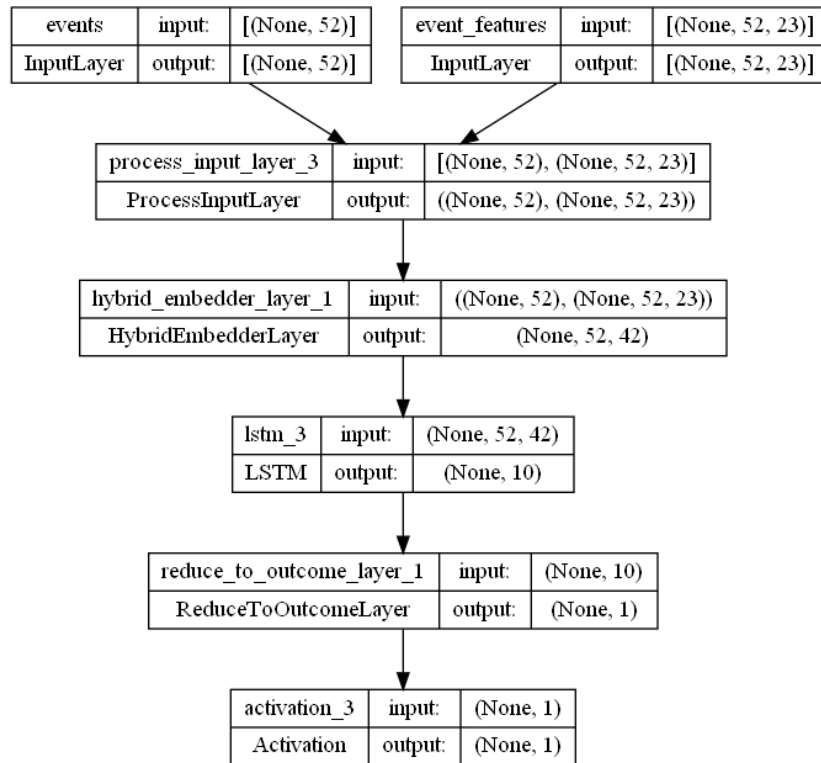 events input: [(None, 52)]
InputLayer output: [(None, 52)]
event_features input: [(None, 52, 23)]
InputLayer output: [(None, 52, 23)]
process_input_layer_3 input: [(None, 52), (None, 52, 23)]
ProcessInputLayer output: ((None, 52), (None, 52, 23))
hybrid_embedder_layer_1 input: ((None, 52), (None, 52, 23))
HybridEmbedderLayer output: (None, 52, 42)
lstm_3 input: (None, 52, 42)
LSTM output: (None, 10)
reduce_to_outcome_layer_1 input: (None, 10)
ReduceToOutcomeLayer output: (None, 1)
activation_3 input: (None, 1)
Activation output: (None, 1)